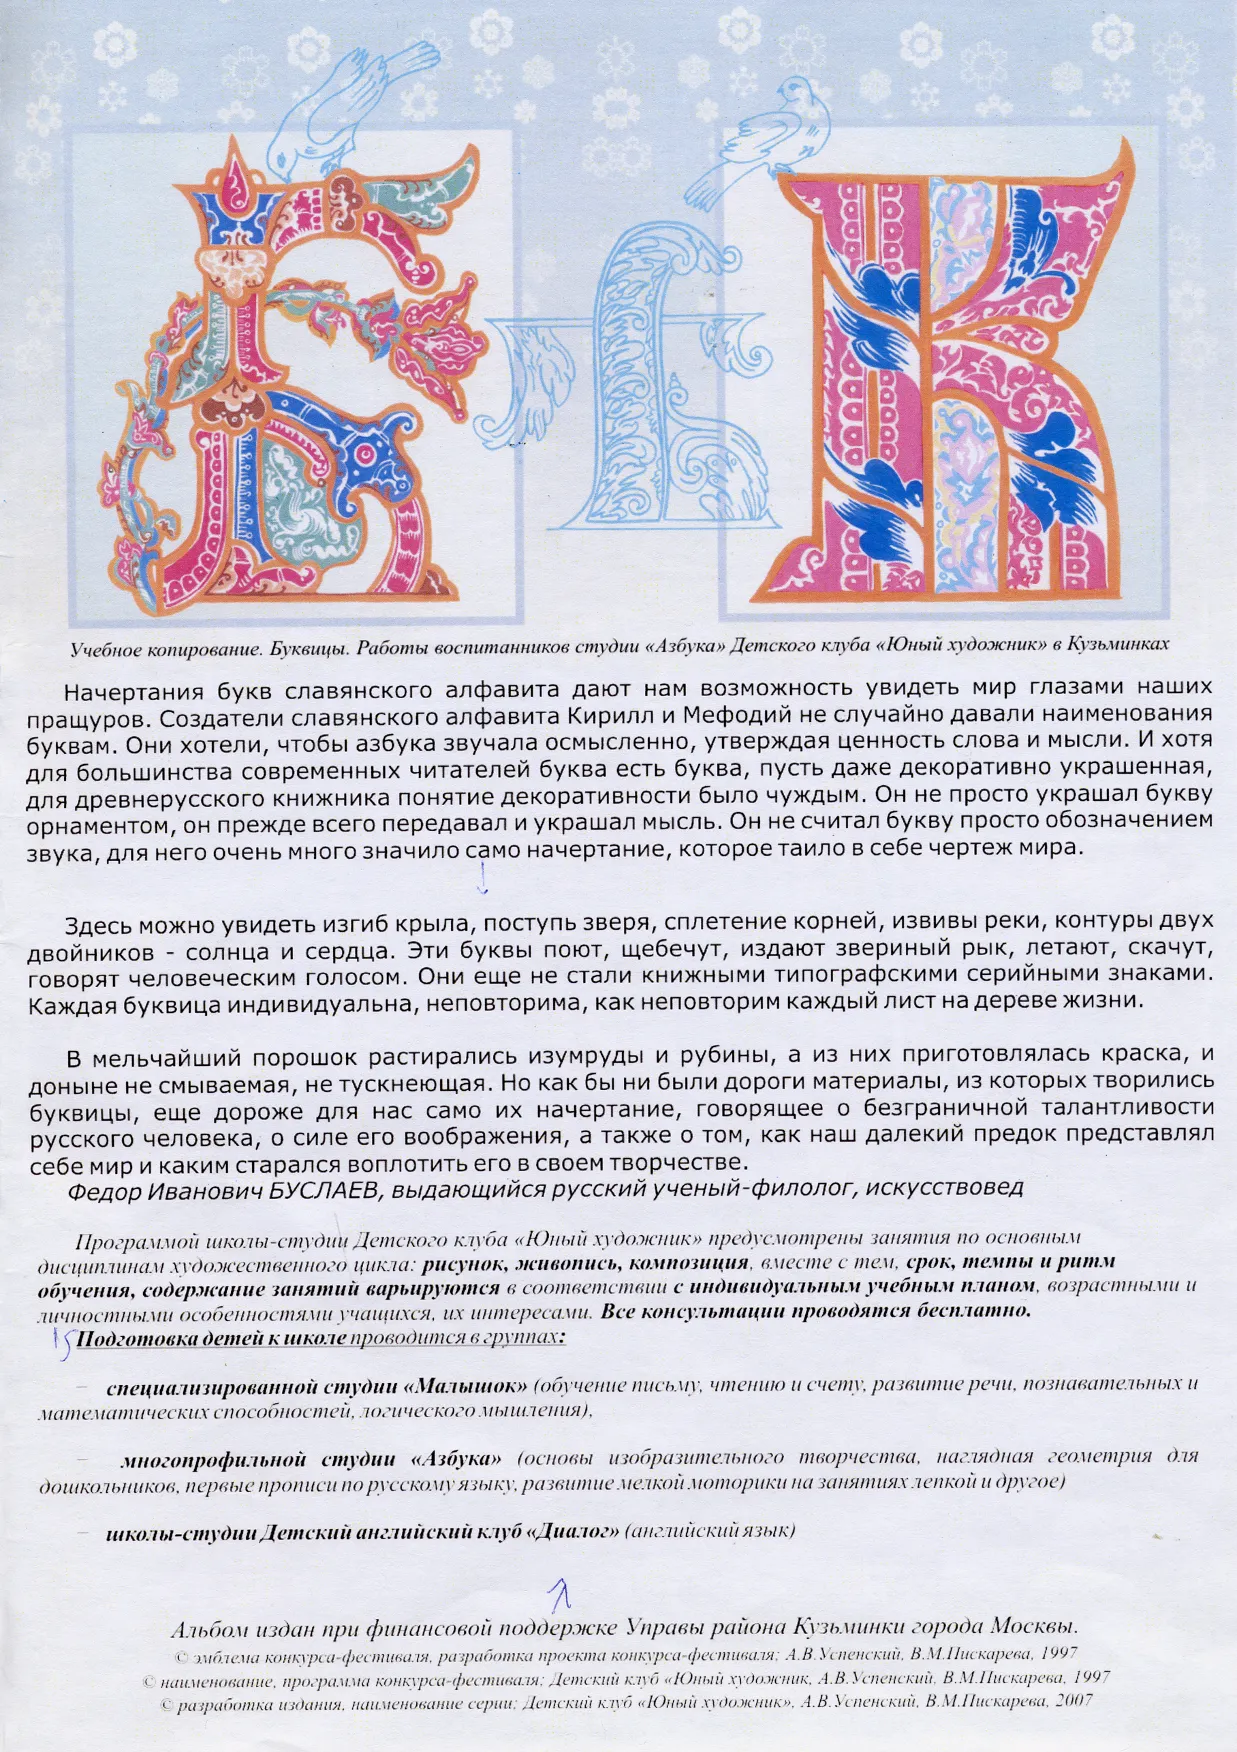 Учебное копирование. Буквицы. Работы воспитанников студии «Азбука» Детского клуба «Юный художник» в Кузьминках
Начертания букв славянского алфавита дают нам возможность увидеть мир глазами наших
пращуров. Создатели славянского алфавита Кирилл и Мефодий не случайно давали наименования
буквам. Они хотели, чтобы азбука звучала осмысленно, утверждая ценность слова и мысли. И хотя
для большинства современных читателей буква есть буква, пусть даже декоративно украшенная,
для древнерусского книжника понятие декоративности было чуждым. Он не просто украшал букву
орнаментом, он прежде всего передавал и украшал мысль. Он не считал букву просто обозначением
звука, для него очень много значило само начертание, которое таило в себе чертеж мира.
Здесь можно увидеть изгиб крыла, поступь зверя, сплетение корней, извивы реки, контуры двух
двойников - солнца и сердца. Эти буквы поют, щебечут, издают звериный рык, летают, скачут,
говорят человеческим голосом. Они еще не стали книжными типографскими серийными знаками.
Каждая буквица индивидуальна, неповторима, как неповторим каждый лист на дереве жизни.
В мельчайший порошок растирались изумруды и рубины, а из них приготовлялась краска, и
доныне не смываемая, не тускнеющая. Но как бы ни были дороги материалы, из которых творились
буквицы, еще дороже для нас само их начертание, говорящее о безграничной талантливости
русского человека, о силе его воображения, а также о том, как наш далекий предок представлял
себе мир и каким старался воплотить его в своем творчестве.
Федор Иванович БУСЛАЕВ, выдающийся русский ученый-филолог, искусствовед
Программой школы-студии Детского клуба «Юный художник» предусмотрены занятия по основным
дисциплинам художественного цикла: рисунок, живопись, композиция, вместе с тем, срок, темпы и ритм
обучения, содержание занятий варьируются в соответствии с индивидуальным учебным планом, возрастными и
личностными особенностями учащихся, их интересами. Все консультации проводятся бесплатно.
Подготовка детей к школе проводится в группах:
– специализированной студии «Малышок» (обучение письму, чтению и счету, развитие речи, познавательных и
математических способностей, логического мышления),
– многопрофильной студии «Азбука» (основы изобразительного творчества, наглядная геометрия для
дошкольников, первые прописи по русскому языку, развитие мелкой моторики на занятиях лепкой и другое)
– школы-студии Детский английский клуб «Диалог» (английский язык)
Альбом издан при финансовой поддержке Управы района Кузьминки города Москвы.
© эмблема конкурса-фестиваля, разработка проекта конкурса-фестиваля; А.В.Успенский, В.М.Пискарева, 1997
© наименование, программа конкурса-фестиваля; Детский клуб «Юный художник, А.В.Успенский, В.М.Пискарева, 1997
© разработка издания, наименование серии; Детский клуб «Юный художник», А.В.Успенский, В.М.Пискарева, 2007